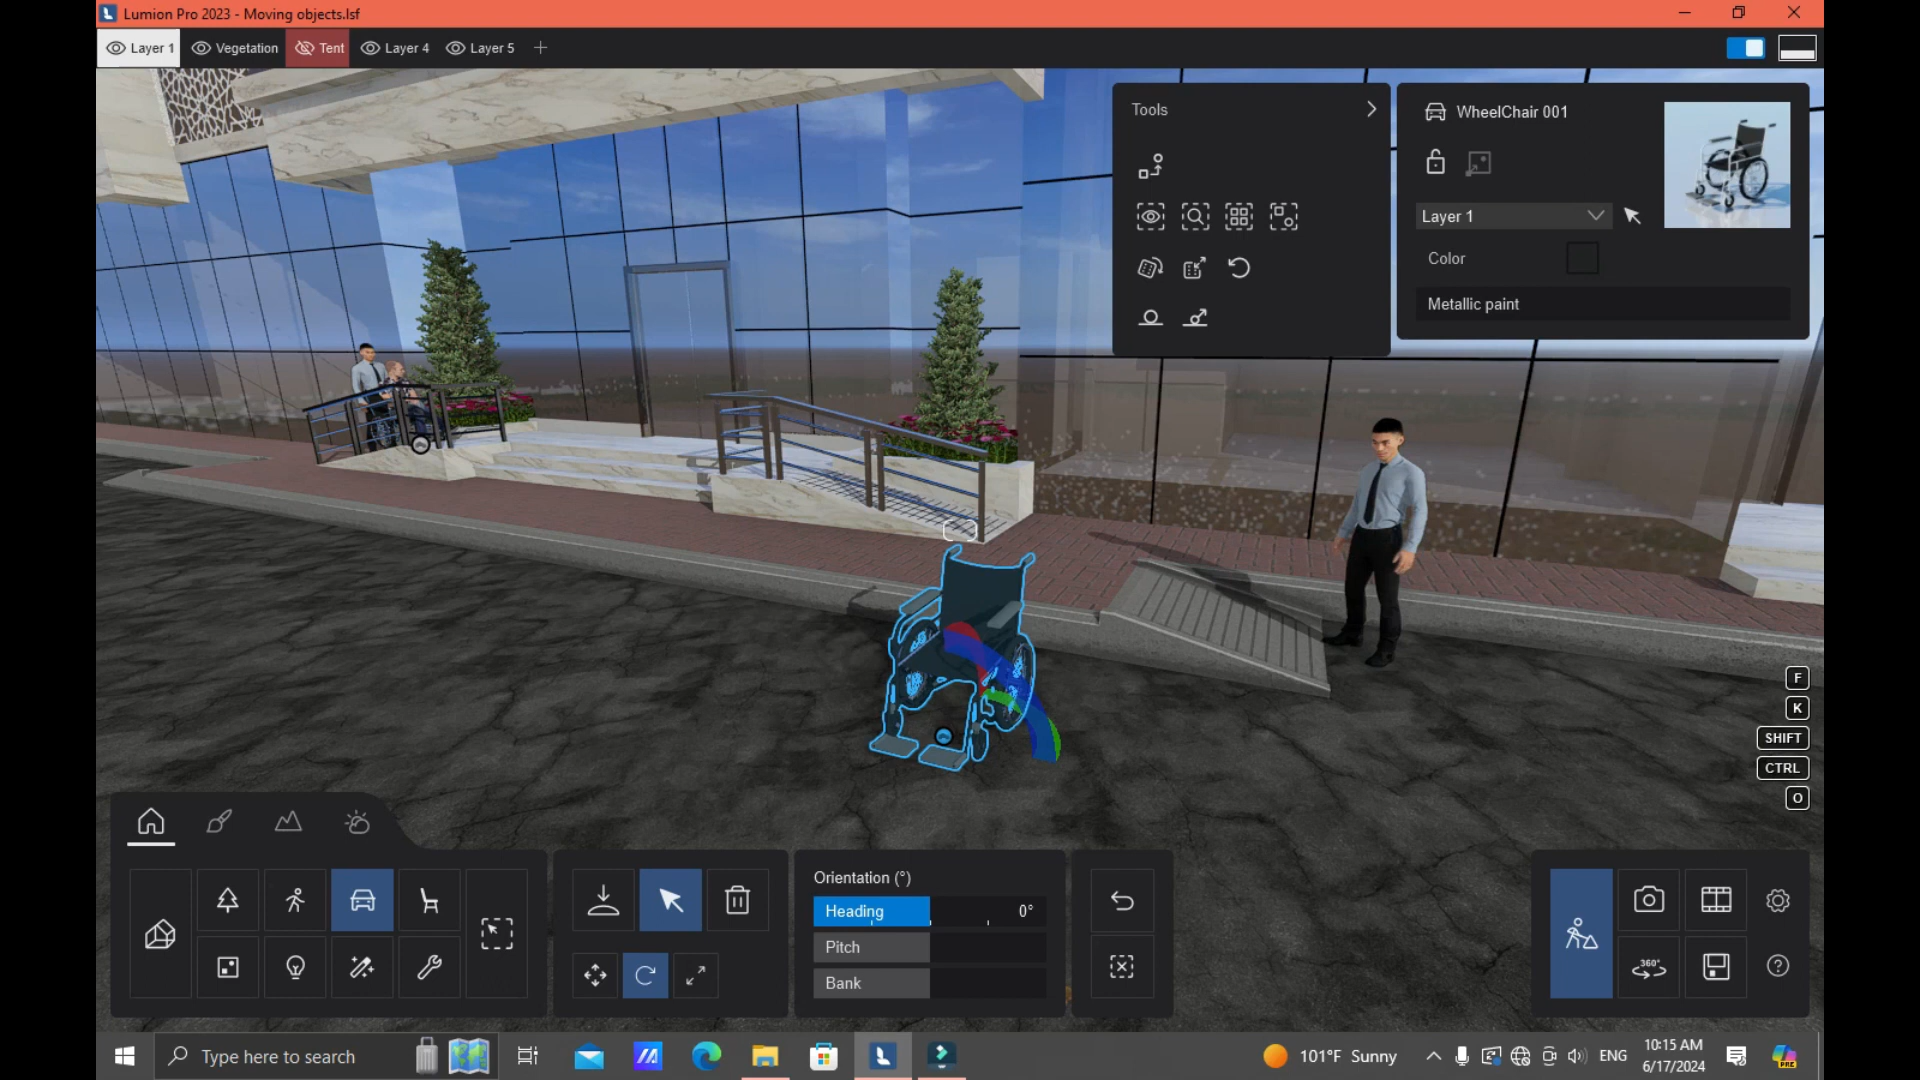 Lumion Pro 2023 - Moving objects.lsf
Layer 1
Vegetation
Tent
Layer 4
Layer 5
Tools
WheelChair 001
Layer 1
Color
Metallic paint
F
K
SHIFT
CTRL
O
Orientation (°)
Heading 0°
Pitch
Bank
360°
Type here to search
101°F Sunny
ENG
10:15 AM
6/17/2024
PRE